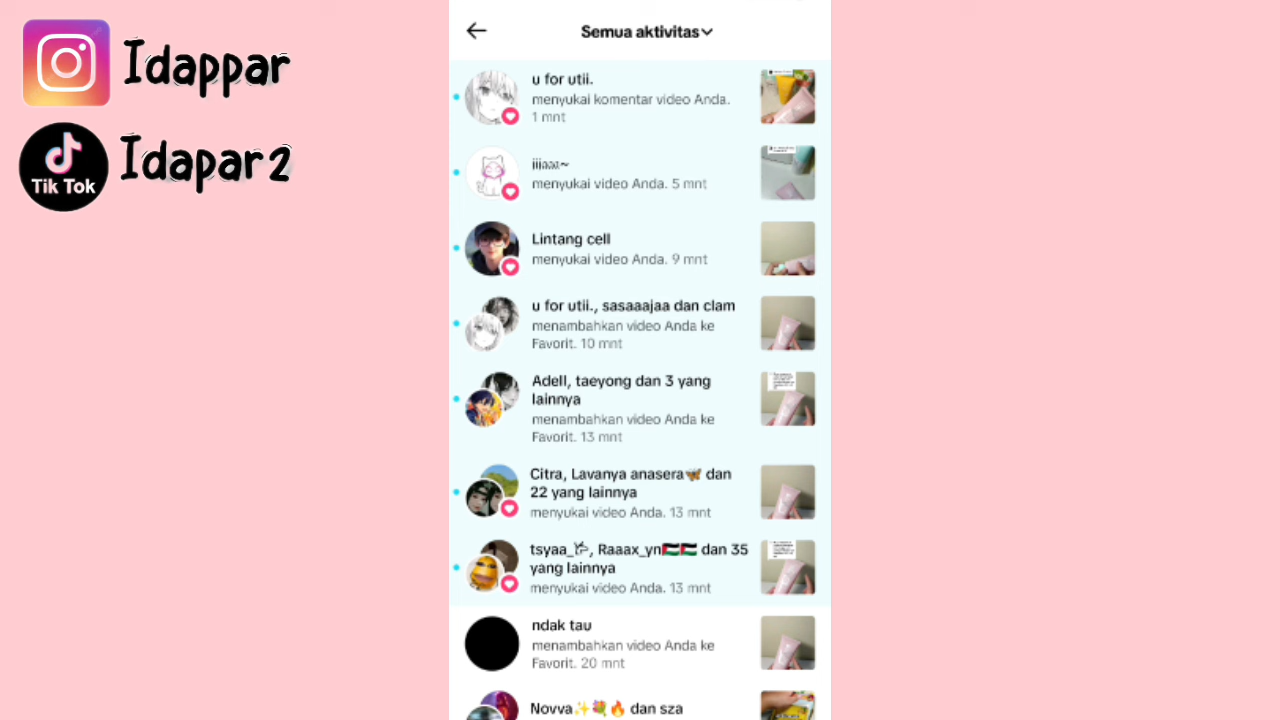 Idappar
Tik Tok
Idapar2
Semua aktivitas
u for utii.
menyukai komentar video Anda.
1 mnt
menyukai video Anda. 5 mnt
Lintang cell
menyukai video Anda. 9 mnt
u for utii., sasaaajaa dan clam
menambahkan video Anda ke
Favorit. 10 mnt
Adell, taeyong dan 3 yang
lainnya
menambahkan video Anda ke
Favorit. 13 mnt
Citra, Lavanya anasera🦋 dan
22 yang lainnya
menyukai video Anda. 13 mnt
tsyaa_, Raaax_yn🇵🇸🇵🇸 dan 35
yang lainnya
menyukai video Anda. 13 mnt
ndak tau
menambahkan video Anda ke
Favorit. 20 mnt
Novva✨💐🔥 dan sza